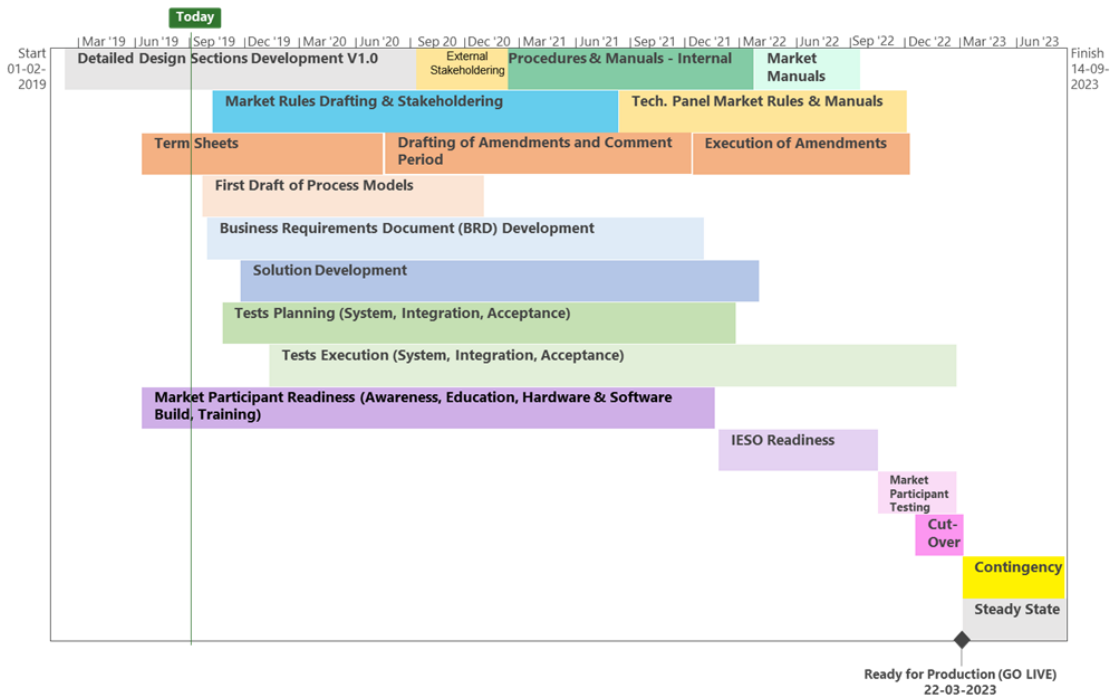 Today
Mar '19 Jun '19 Sep '19 Dec '19 Mar '20 Jun '20 Sep '20 Dec '20 Mar '21 Jun '21 Sep '21 Dec '21 Mar '22 Jun '22 Sep '22 Dec '22 Mar '23 Jun '23
Start
01-02-
2019
Finish
14-09-
2023
Detailed Design Sections Development V1.0
External
Stakeholdering
Procedures & Manuals - Internal
Market
Manuals
Market Rules Drafting & Stakeholdering
Tech. Panel Market Rules & Manuals
Term Sheets
Drafting of Amendments and Comment
Period
Execution of Amendments
First Draft of Process Models
Business Requirements Document (BRD) Development
Solution Development
Tests Planning (System, Integration, Acceptance)
Tests Execution (System, Integration, Acceptance)
Market Participant Readiness (Awareness, Education, Hardware & Software
Build, Training)
IESO Readiness
Market
Participant
Testing
Cut-
Over
Contingency
Steady State
Ready for Production (GO LIVE)
22-03-2023